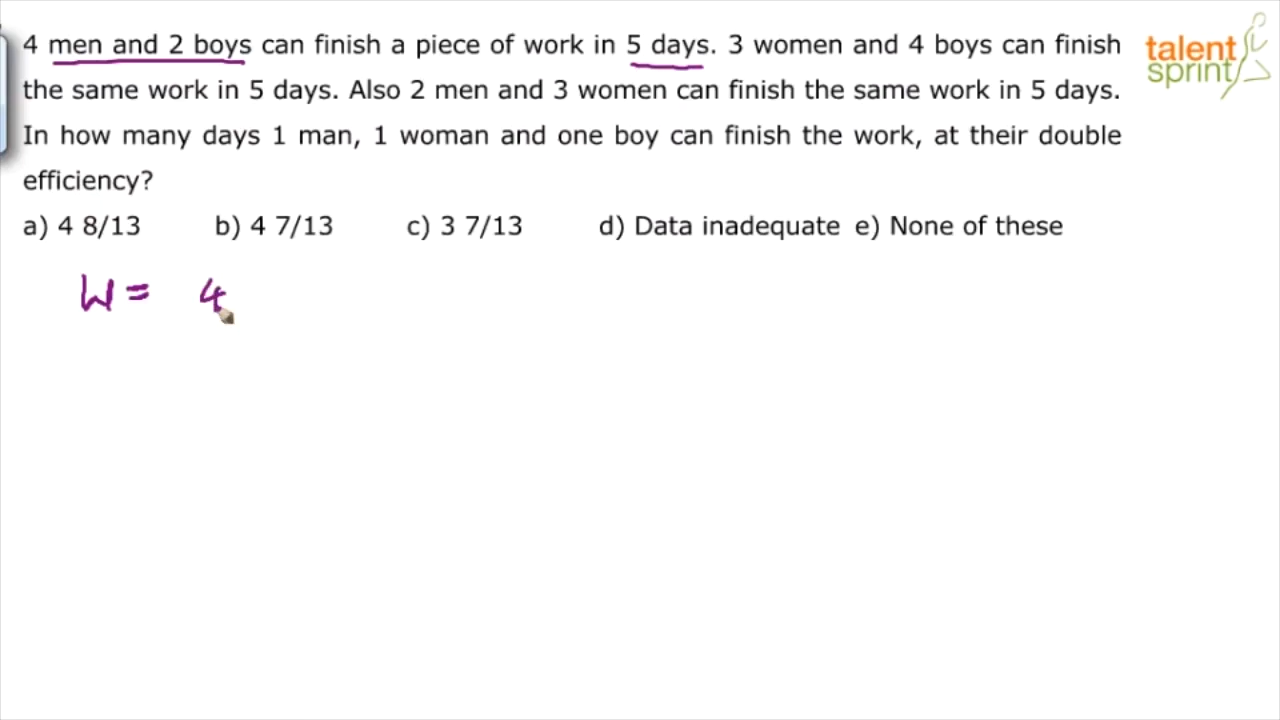 4 men and 2 boys can finish a piece of work in 5 days. 3 women and 4 boys can finish
the same work in 5 days. Also 2 men and 3 women can finish the same work in 5 days.
In how many days 1 man, 1 woman and one boy can finish the work, at their double
efficiency?
a) 4 8/13 b) 4 7/13 c) 3 7/13 d) Data inadequate e) None of these
talent
sprint
W = 4